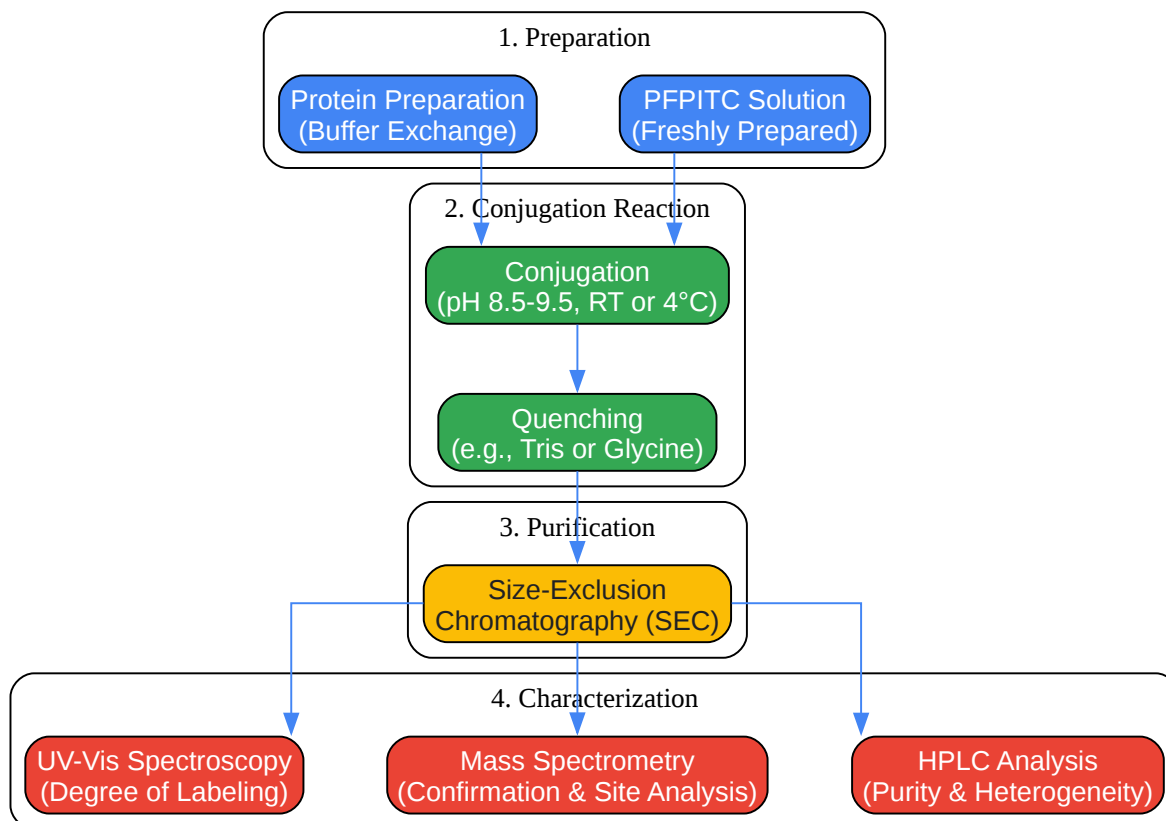 1. Preparation
Protein Preparation
(Buffer Exchange)
PFPITC Solution
(Freshly Prepared)
2. Conjugation Reaction
Conjugation
(pH 8.5-9.5, RT or 4°C)
Quenching
(e.g., Tris or Glycine)
3. Purification
Size-Exclusion
Chromatography (SEC)
4. Characterization
UV-Vis Spectroscopy
(Degree of Labeling)
Mass Spectrometry
(Confirmation & Site Analysis)
HPLC Analysis
(Purity & Heterogeneity)